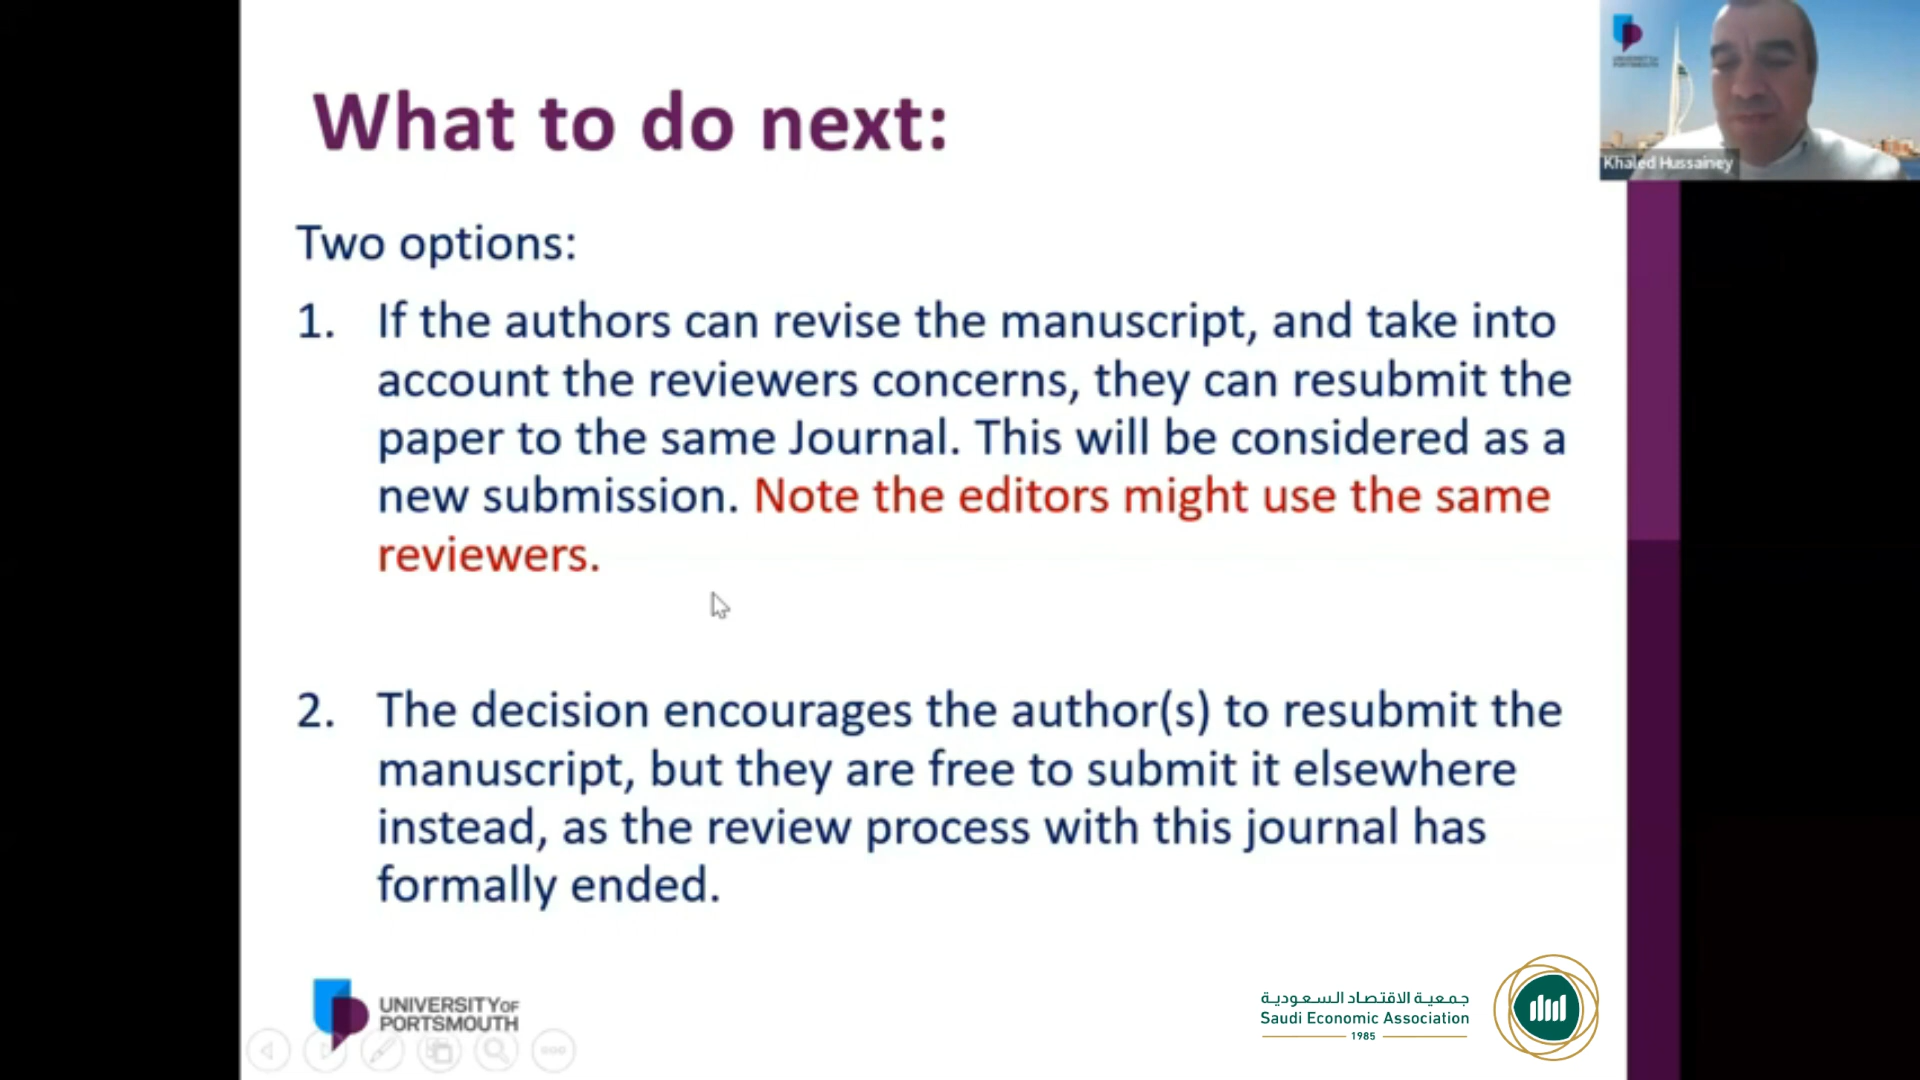 What to do next:
Two options:
1. If the authors can revise the manuscript, and take into
account the reviewers concerns, they can resubmit the
paper to the same Journal. This will be considered as a
new submission. Note the editors might use the same
reviewers.
2. The decision encourages the author(s) to resubmit the
manuscript, but they are free to submit it elsewhere
instead, as the review process with this journal has
formally ended.
UNIVERSITY OF
PORTSMOUTH
جمعية الاقتصاد السعودية
Saudi Economic Association
1985
UNIVERSITY OF
PORTSMOUTH
Khaled Hussainey